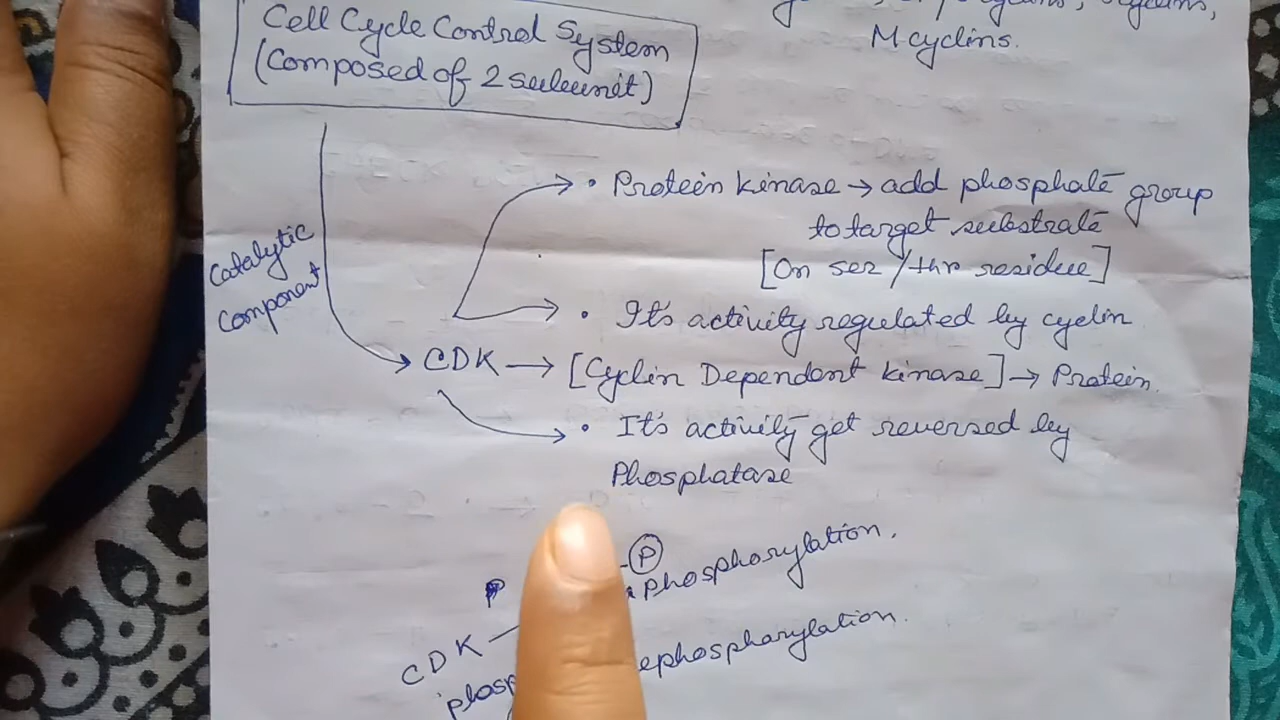 M cyclins.
Cell Cycle Control System
(Composed of 2 subunit)
Catalytic
component
• Protein kinase → add phosphate group
to target substrate
[On ser/thr residue]
• It's activity regulated by cyclin
CDK → [Cyclin Dependent kinase] → Protein.
• It's activity get reversed by
Phosphatase
P
P
Phosphorylation.
CDK
ephosphorylation.